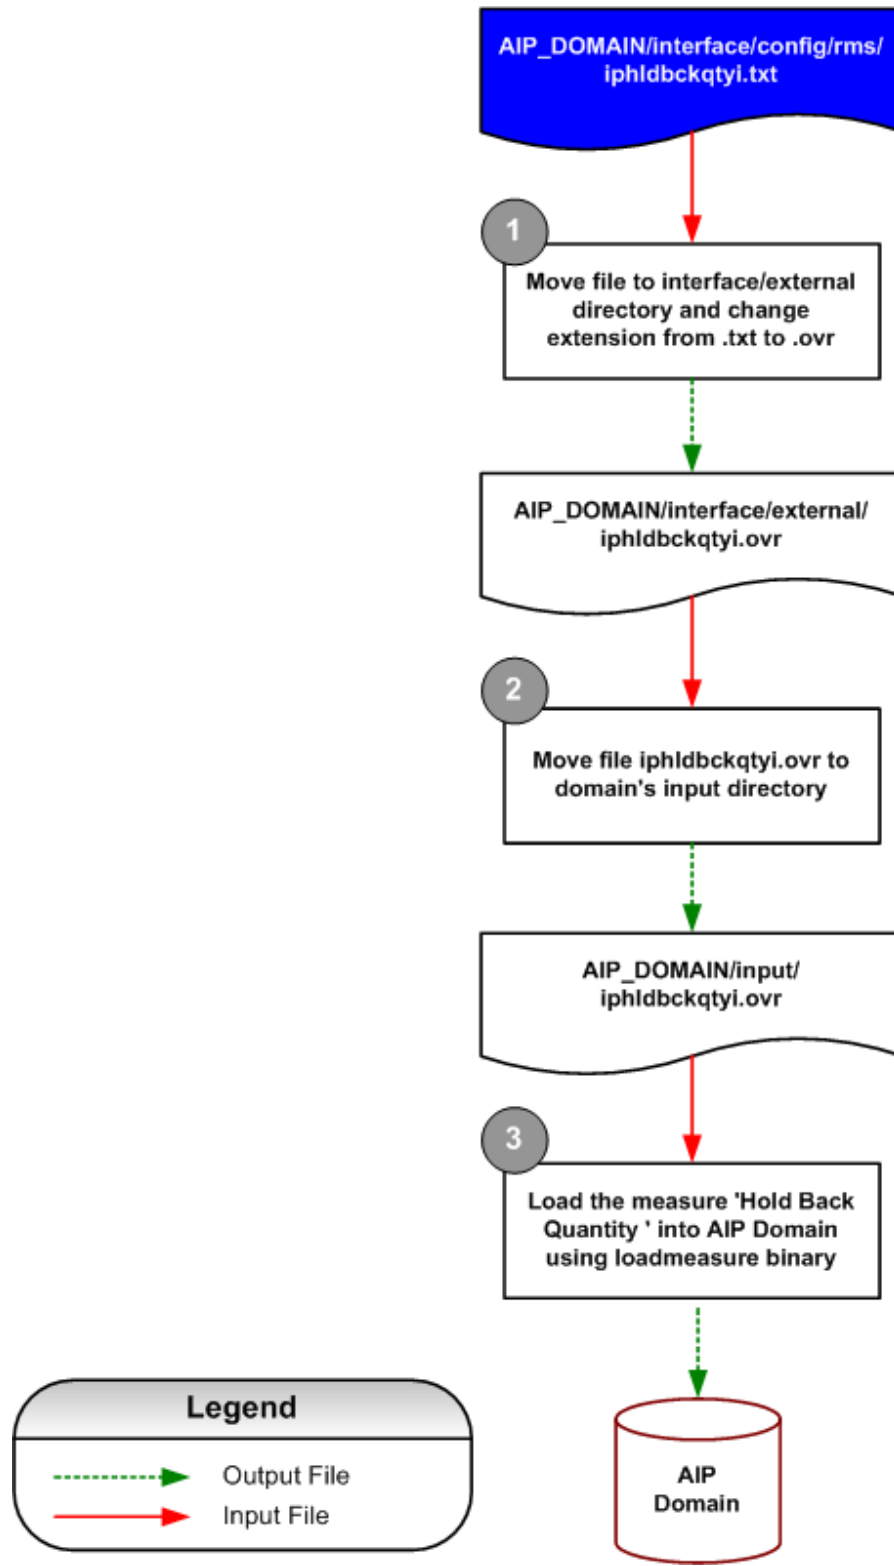 AIP_DOMAIN/interface/config/rms/
iphldbckqtyi.txt
1
Move file to interface/external
directory and change
extension from .txt to .ovr
AIP_DOMAIN/interface/external/
iphldbckqtyi.ovr
2
Move file iphldbckqtyi.ovr to
domain's input directory
AIP_DOMAIN/input/
iphldbckqtyi.ovr
3
Load the measure 'Hold Back
Quantity ' into AIP Domain
using loadmeasure binary
Legend
Output File
Input File
AIP
Domain